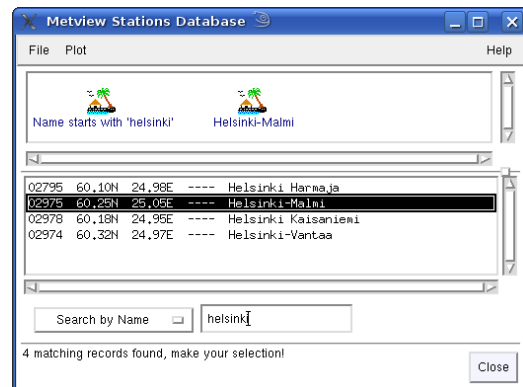 Metview Stations Database
File Plot Help
Name starts with 'helsinki' Helsinki-Malmi
02795 60.10N 24.98E ---- Helsinki Harmaja
02975 60.25N 25.05E ---- Helsinki-Malmi
02978 60.18N 24.95E ---- Helsinki Kaisaniemi
02974 60.32N 24.97E ---- Helsinki-Vantaa
Search by Name helsinki
4 matching records found, make your selection!
Close